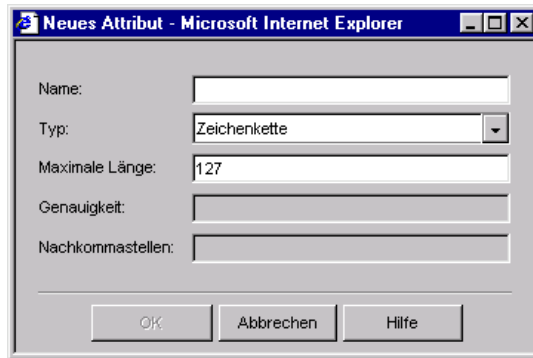 Neues Attribut - Microsoft Internet Explorer
Name:
Typ: Zeichenkette
Maximale Länge: 127
Genauigkeit:
Nachkommastellen:
OK Abbrechen Hilfe